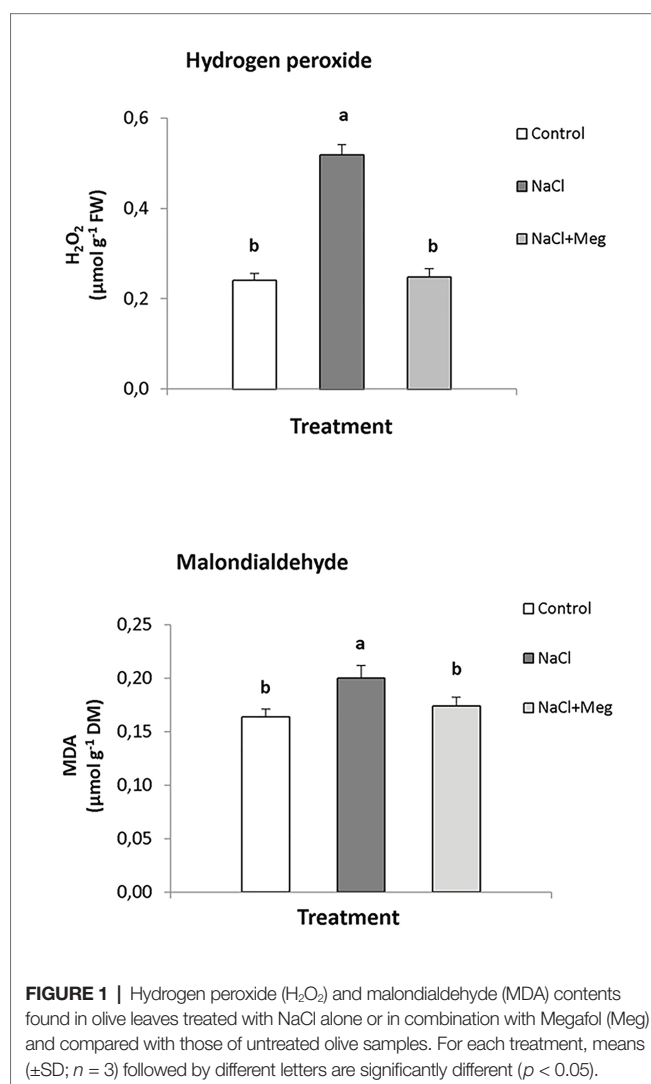 Hydrogen peroxide
0,6
0,4
0,2
0,0
H₂O₂
(µmol g⁻¹ FW)
b
a
b
Control
NaCl
NaCl+Meg
Treatment
Malondialdehyde
0,25
0,20
0,15
0,10
0,05
0,00
MDA
(µmol g⁻¹ DM)
b
a
b
Control
NaCl
NaCl+Meg
Treatment
FIGURE 1 | Hydrogen peroxide (H₂O₂) and malondialdehyde (MDA) contents
found in olive leaves treated with NaCl alone or in combination with Megafol (Meg)
and compared with those of untreated olive samples. For each treatment, means
(±SD; n = 3) followed by different letters are significantly different (p < 0.05).